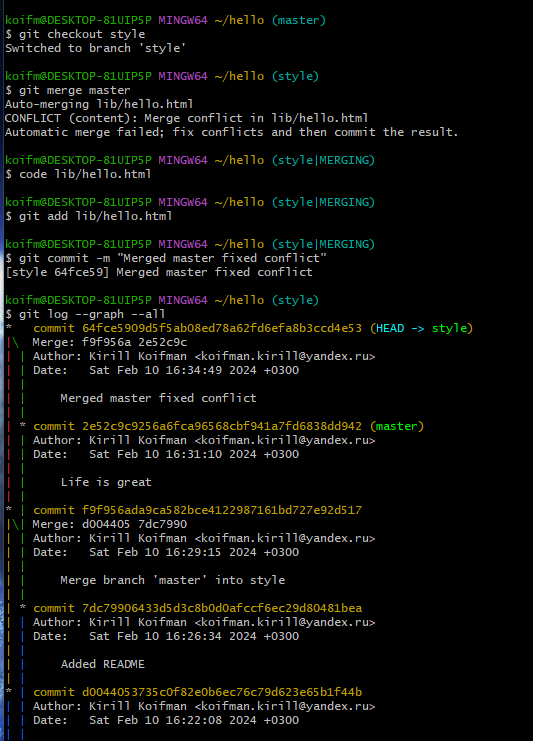 koifm@DESKTOP-81UIP5P MINGW64 ~/hello (master)
$ git checkout style
Switched to branch 'style'
koifm@DESKTOP-81UIP5P MINGW64 ~/hello (style)
$ git merge master
Auto-merging lib/hello.html
CONFLICT (content): Merge conflict in lib/hello.html
Automatic merge failed; fix conflicts and then commit the result.
koifm@DESKTOP-81UIP5P MINGW64 ~/hello (style|MERGING)
$ code lib/hello.html
koifm@DESKTOP-81UIP5P MINGW64 ~/hello (style|MERGING)
$ git add lib/hello.html
koifm@DESKTOP-81UIP5P MINGW64 ~/hello (style|MERGING)
$ git commit -m "Merged master fixed conflict"
[style 64fce59] Merged master fixed conflict
koifm@DESKTOP-81UIP5P MINGW64 ~/hello (style)
$ git log --graph --all
*   commit 64fce5909d5f5ab08ed78a62fd6efa8b3ccd4e53 (HEAD -> style)
|\  Merge: f9f956a 2e52c9c
| | Author: Kirill Koifman <koifman.kirill@yandex.ru>
| | Date:   Sat Feb 10 16:34:49 2024 +0300
| |
| |     Merged master fixed conflict
| |
| * commit 2e52c9c9256a6fca96568cbf941a7fd6838dd942 (master)
| | Author: Kirill Koifman <koifman.kirill@yandex.ru>
| | Date:   Sat Feb 10 16:31:10 2024 +0300
| |
| |     Life is great
| |
* | commit f9f956ada9ca582bce4122987161bd727e92d517
|\| Merge: d004405 7dc7990
| | Author: Kirill Koifman <koifman.kirill@yandex.ru>
| | Date:   Sat Feb 10 16:29:15 2024 +0300
| |
| |     Merge branch 'master' into style
| |
| * commit 7dc79906433d5d3c8b0d0afccf6ec29d80481bea
| | Author: Kirill Koifman <koifman.kirill@yandex.ru>
| | Date:   Sat Feb 10 16:26:34 2024 +0300
| |
| |     Added README
| |
* | commit d0044053735c0f82e0b6ec76c79d623e65b1f44b
| | Author: Kirill Koifman <koifman.kirill@yandex.ru>
| | Date:   Sat Feb 10 16:22:08 2024 +0300
| |